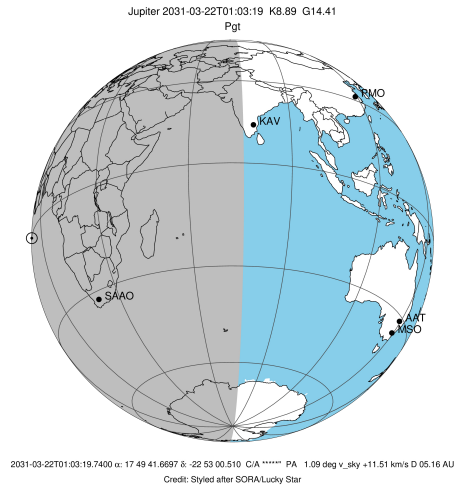 Jupiter 2031-03-22T01:03:19  K8.89  G14.41
Pgt
PMO
KAV
SAAO
AAT
MSO
2031-03-22T01:03:19.7400 α: 17 49 41.6697 δ: -22 53 00.510  C/A *****"  PA   1.09 deg v_sky +11.51 km/s D 05.16 AU
Credit: Styled after SORA/Lucky Star